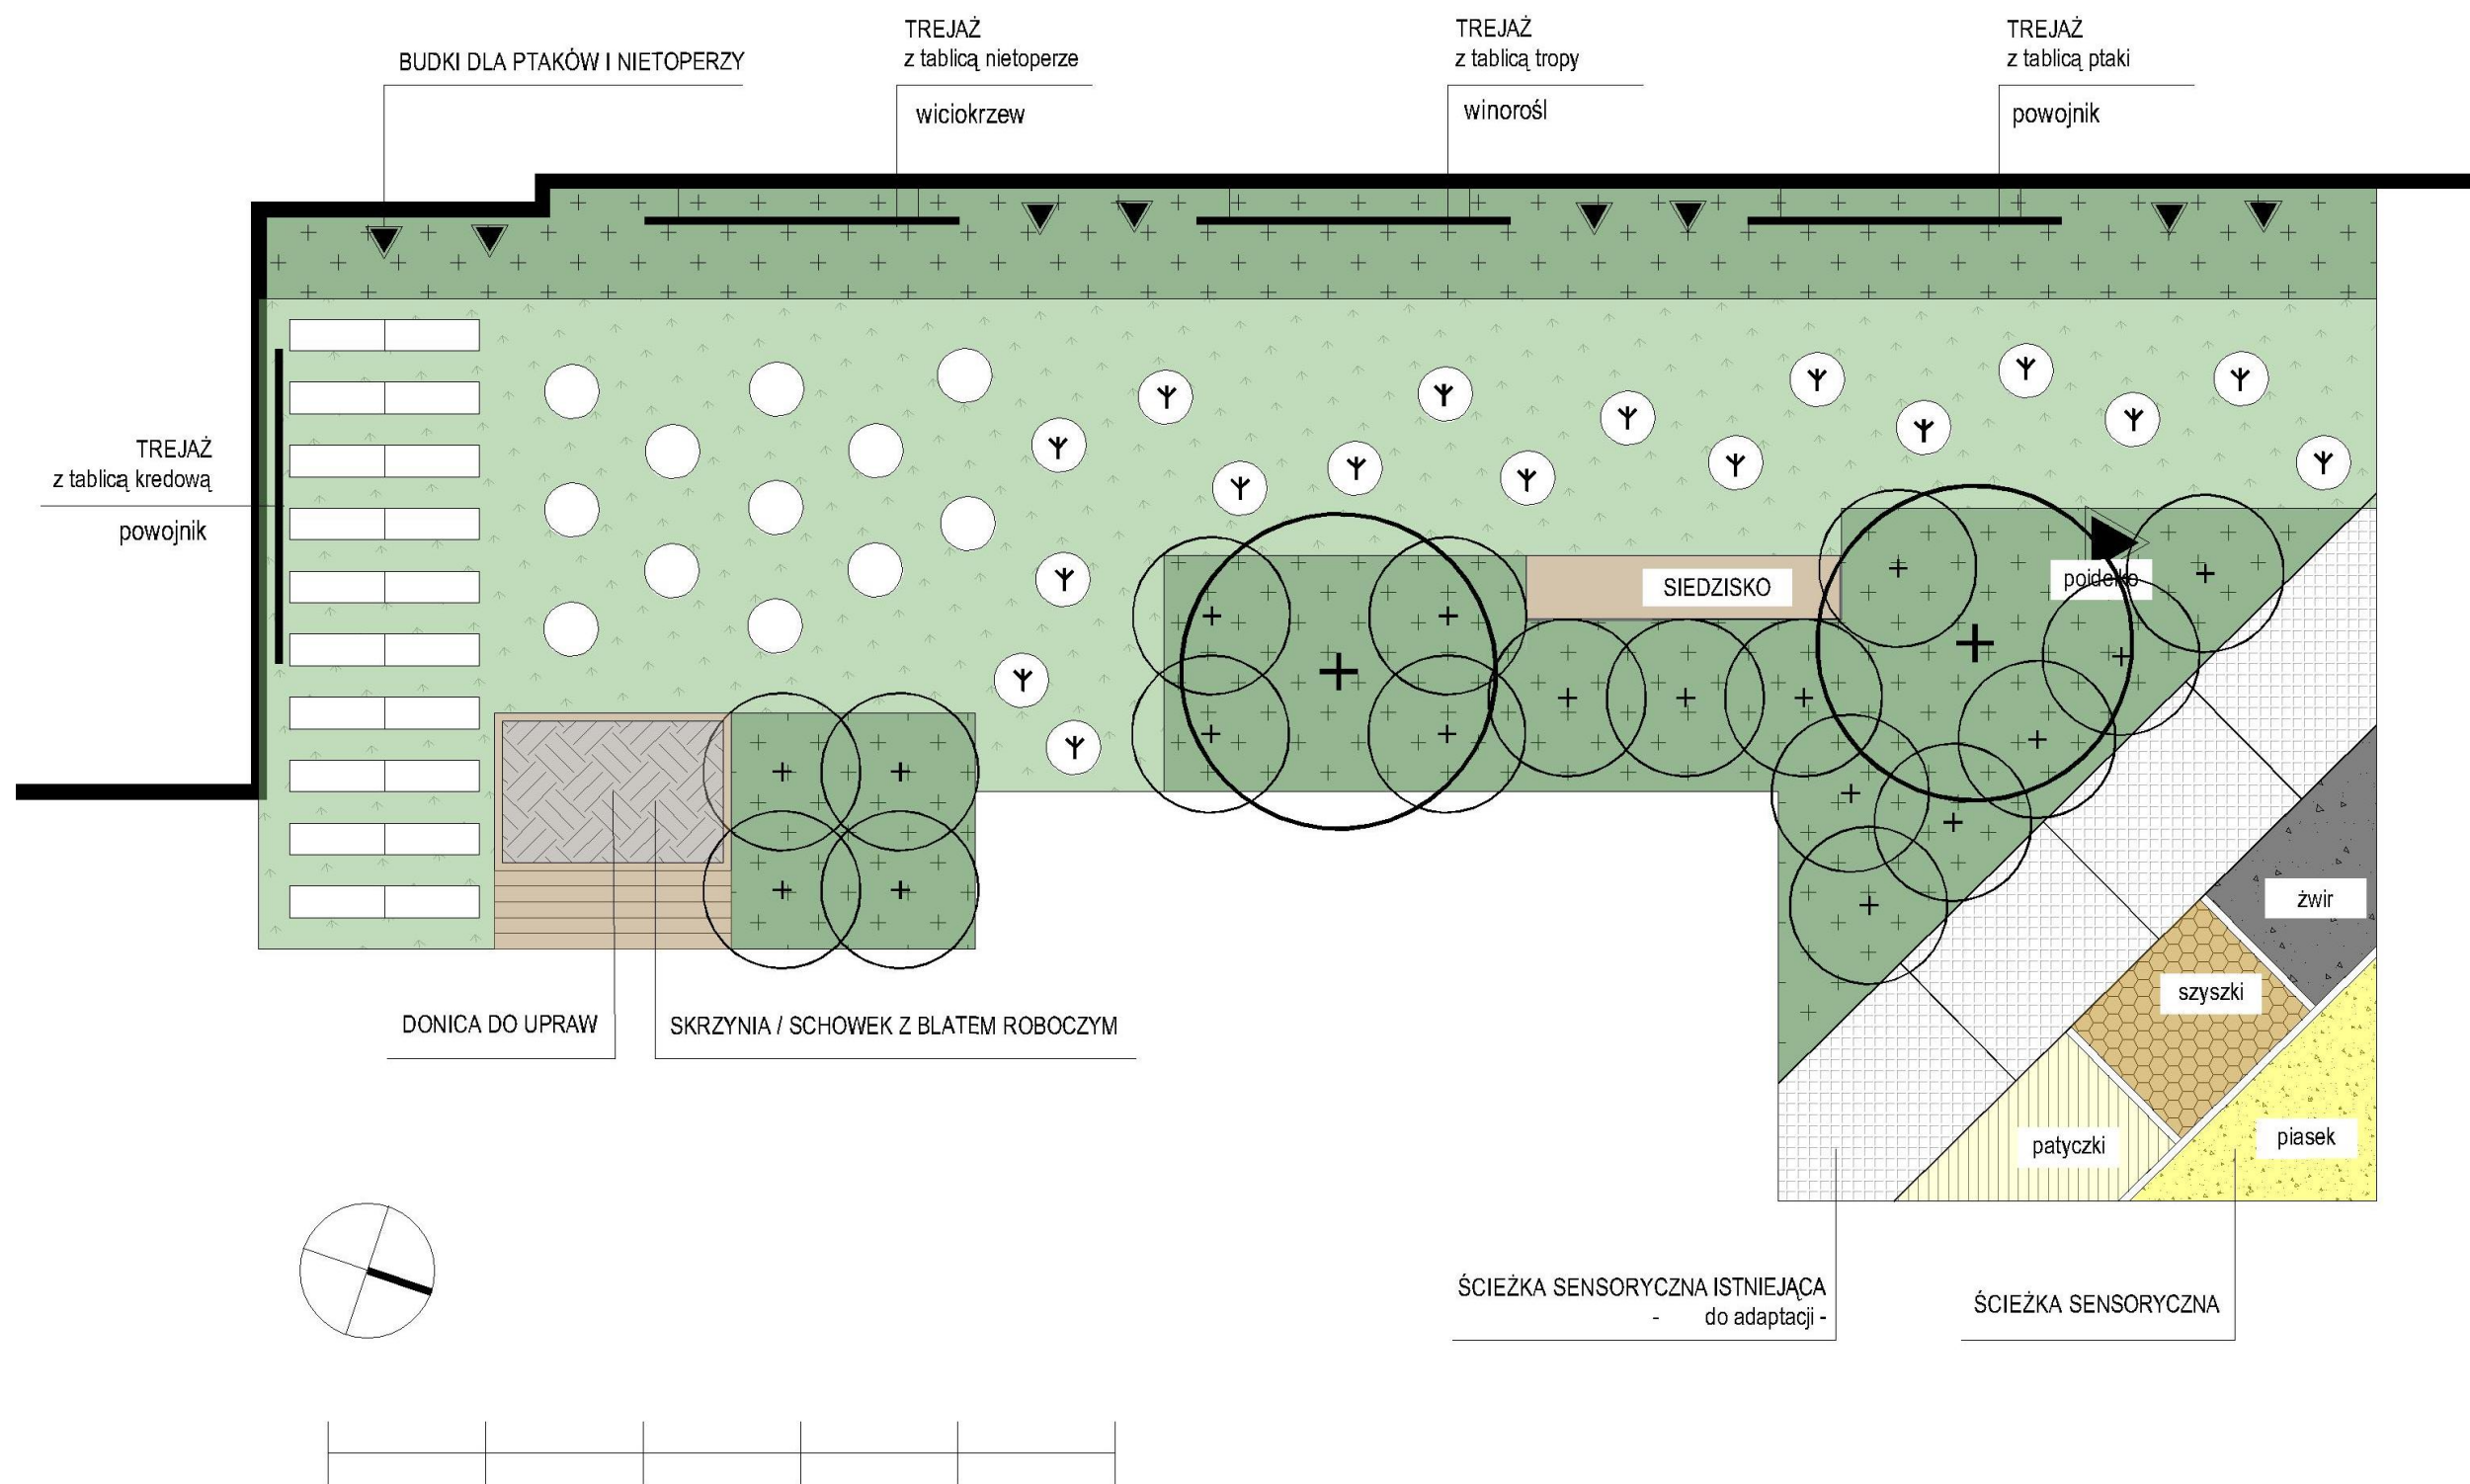 BUDKI DLA PTAKÓW I NIETOPERZY
TREJAŻ
z tablicą nietoperze
wiciokrzew
TREJAŻ
z tablicą tropy
winorośl
TREJAŻ
z tablicą ptaki
powojnik
TREJAŻ
z tablicą kredową
powojnik
SIEDZISKO
poidełko
żwir
szyszki
piasek
patyczki
DONICA DO UPRAW
SKRZYNIA / SCHOWEK Z BLATEM ROBOCZYM
ŚCIEŻKA SENSORYCZNA ISTNIEJĄCA
- do adaptacji -
ŚCIEŻKA SENSORYCZNA